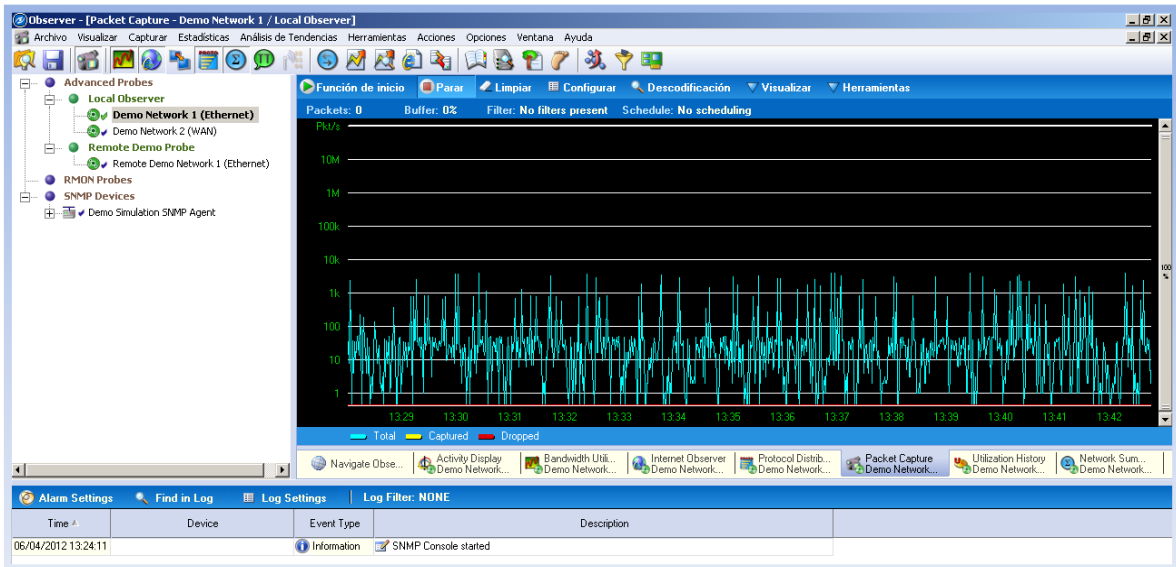 Observer - [Packet Capture - Demo Network 1 / Local Observer]
Archivo Visualizar Capturar Estadísticas Análisis de Tendencias Herramientas Acciones Opciones Ventana Ayuda
Advanced Probes
Local Observer
Demo Network 1 (Ethernet)
Demo Network 2 (WAN)
Remote Demo Probe
Remote Demo Network 1 (Ethernet)
RMON Probes
SNMP Devices
Demo Simulation SNMP Agent
Función de inicio Parar Limpiar Configurar Descodificación Visualizar Herramientas
Packets: 0 Buffer: 0% Filter: No filters present Schedule: No scheduling
Pkt/s
10M
1M
100k
10k
1k
100
10
1
100 %
13:29 13:30 13:31 13:32 13:33 13:34 13:35 13:36 13:37 13:38 13:39 13:40 13:41 13:42
Total Captured Dropped
Navigate Obse...
Activity Display
Demo Network...
Bandwidth Utili...
Demo Network...
Internet Observer
Demo Network...
Protocol Distrib...
Demo Network...
Packet Capture
Demo Network...
Utilization History
Demo Network...
Network Sum...
Demo Network...
Alarm Settings Find in Log Log Settings Log Filter: NONE
Time Device Event Type Description
06/04/2012 13:24:11 Information SNMP Console started